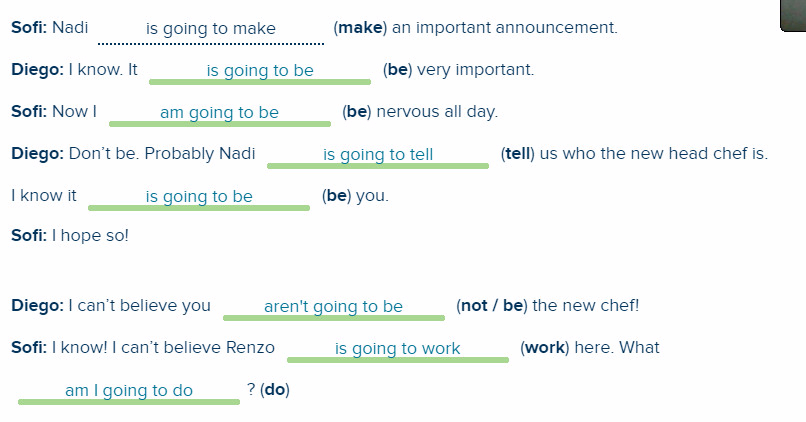 Sofi: Nadi is going to make (make) an important announcement.
Diego: I know. It is going to be (be) very important.
Sofi: Now I am going to be (be) nervous all day.
Diego: Don’t be. Probably Nadi is going to tell (tell) us who the new head chef is.
I know it is going to be (be) you.
Sofi: I hope so!
Diego: I can’t believe you aren't going to be (not / be) the new chef!
Sofi: I know! I can’t believe Renzo is going to work (work) here. What
am I going to do ? (do)